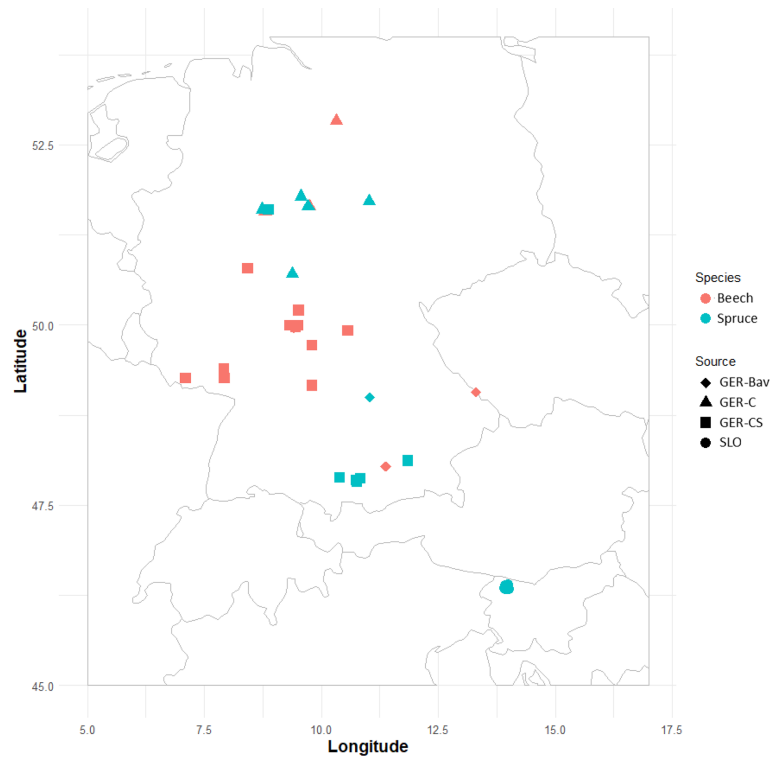 52.5
50.0
47.5
45.0
Latitude
5.0 7.5 10.0 12.5 15.0 17.5
Longitude
Species
Beech
Spruce
Source
GER-Bav
GER-C
GER-CS
SLO